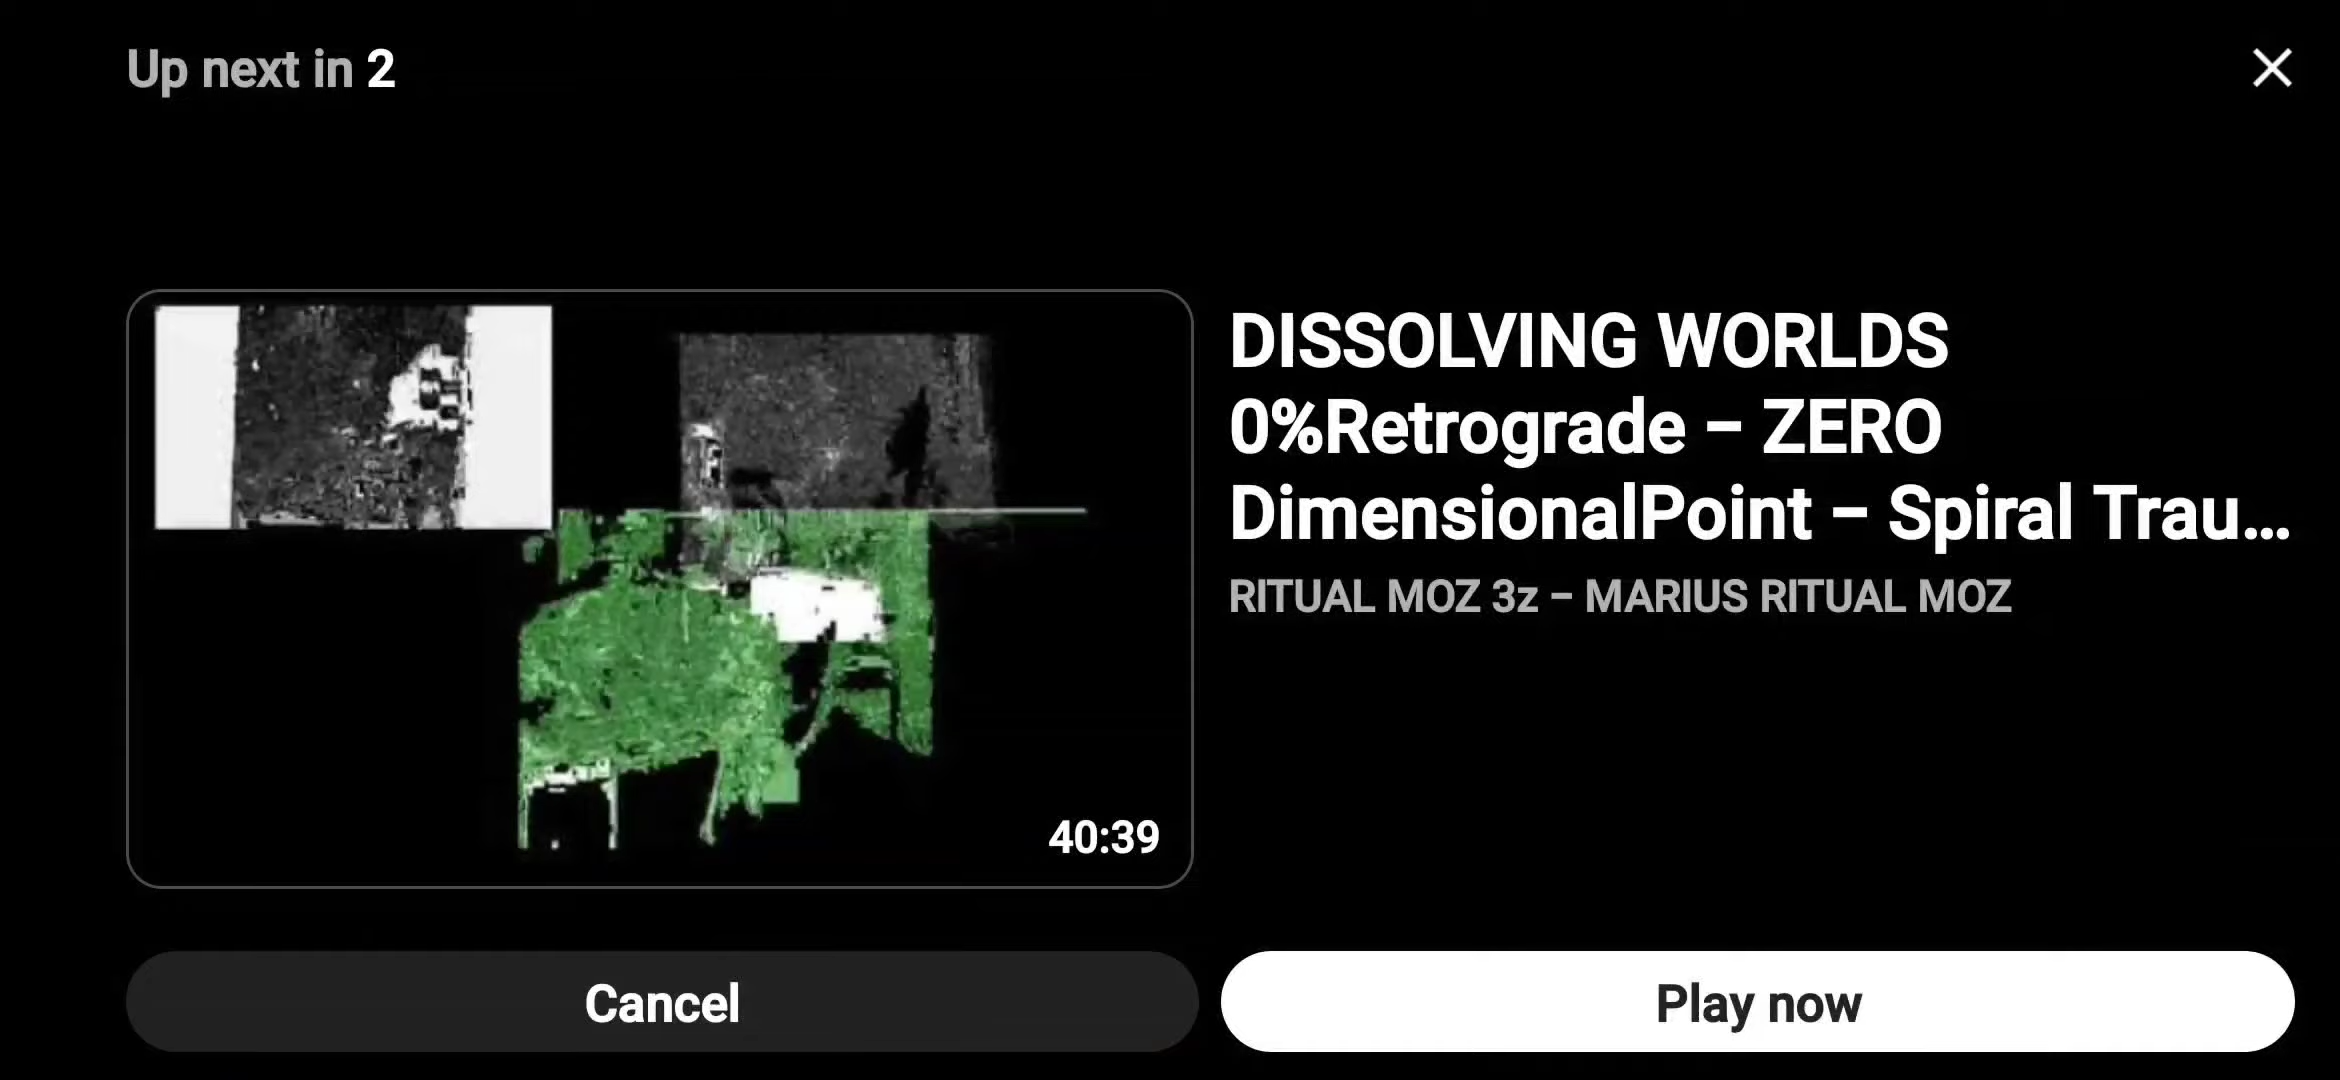 Up next in 2
DISSOLVING WORLDS
0%Retrograde – ZERO
DimensionalPoint – Spiral Trau...
RITUAL MOZ 3z – MARIUS RITUAL MOZ
40:39
Cancel
Play now